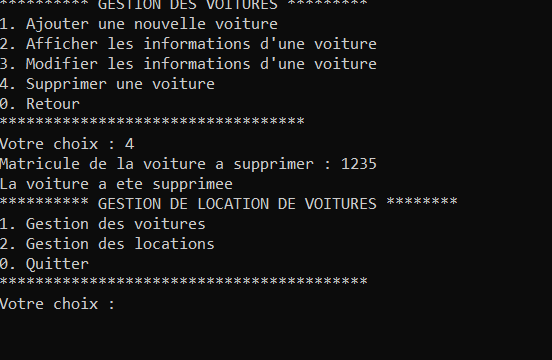 ********** GESTION DES VOITURES *********
1. Ajouter une nouvelle voiture
2. Afficher les informations d'une voiture
3. Modifier les informations d'une voiture
4. Supprimer une voiture
0. Retour
**********************************
Votre choix : 4
Matricule de la voiture a supprimer : 1235
La voiture a ete supprimee
********** GESTION DE LOCATION DE VOITURES ********
1. Gestion des voitures
2. Gestion des locations
0. Quitter
*****************************************
Votre choix :